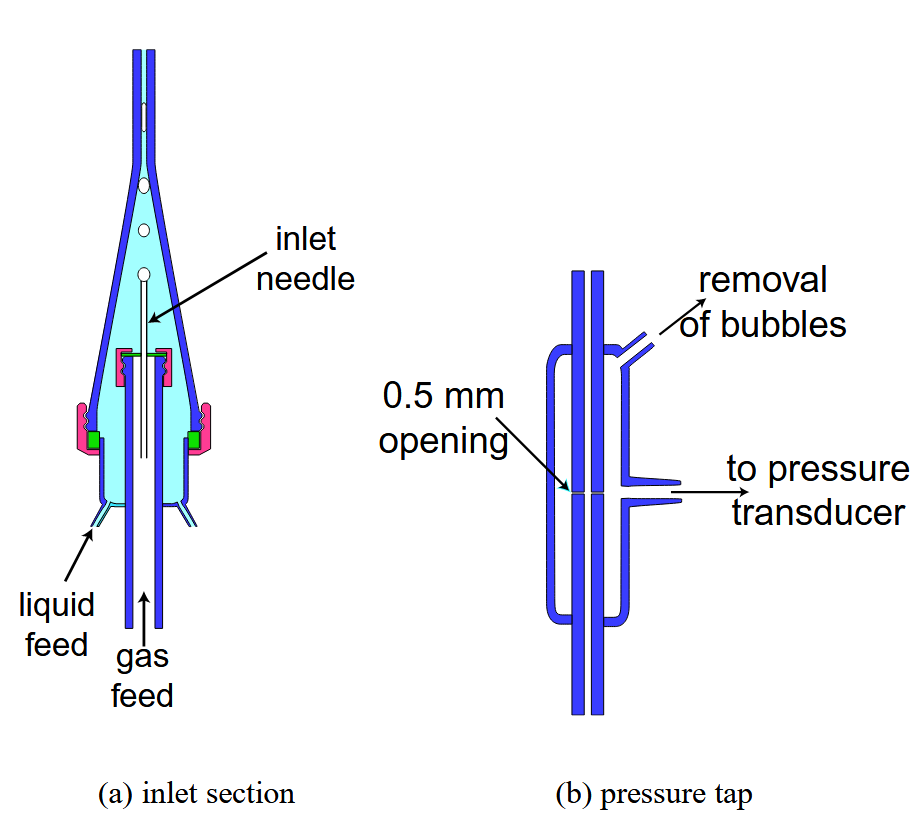 inlet
needle
liquid
feed
gas
feed
(a) inlet section
removal
of bubbles
0.5 mm
opening
to pressure
transducer
(b) pressure tap